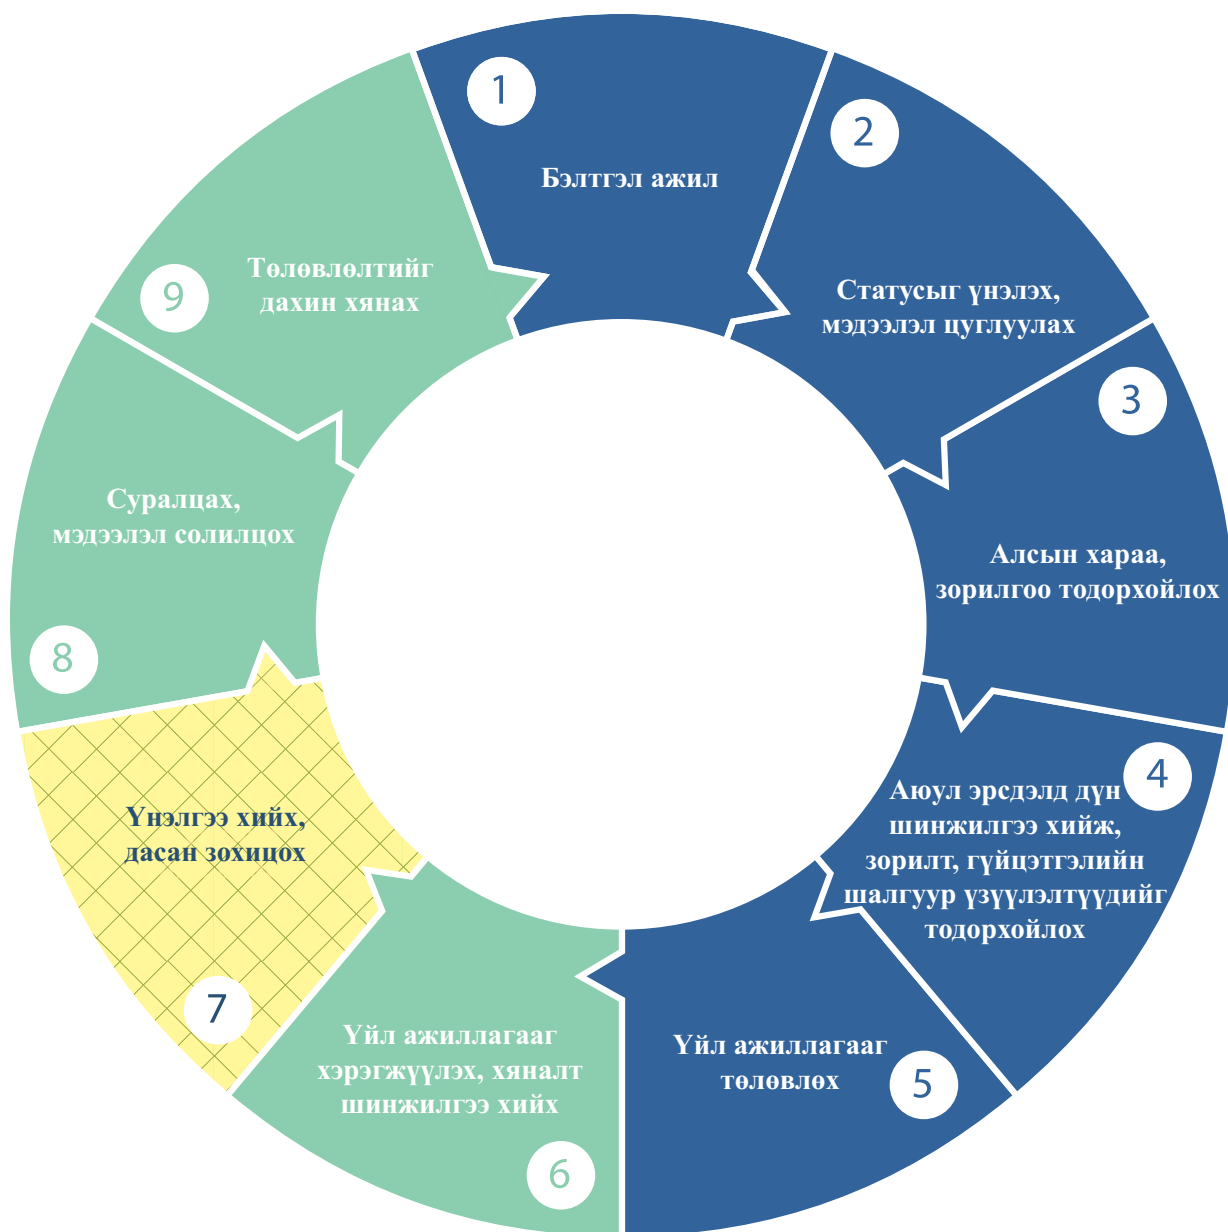 1
Бэлтгэл ажил
2
Статусыг үнэлэх,
мэдээлэл цуглуулах
3
Алсын хараа,
зорилгоо тодорхойлох
4
Аюул эрсдэлд дүн
шинжилгээ хийж,
зорилт, гүйцэтгэлийн
шалгуур үзүүлэлтүүдийг
тодорхойлох
5
Үйл ажиллагааг
төлөвлөх
6
Үйл ажиллагааг
хэрэгжүүлэх, хяналт
шинжилгээ хийх
7
Үнэлгээ хийх,
дасан зохицох
8
Суралцах,
мэдээлэл солилцох
9
Төлөвлөлтийг
дахин хянах